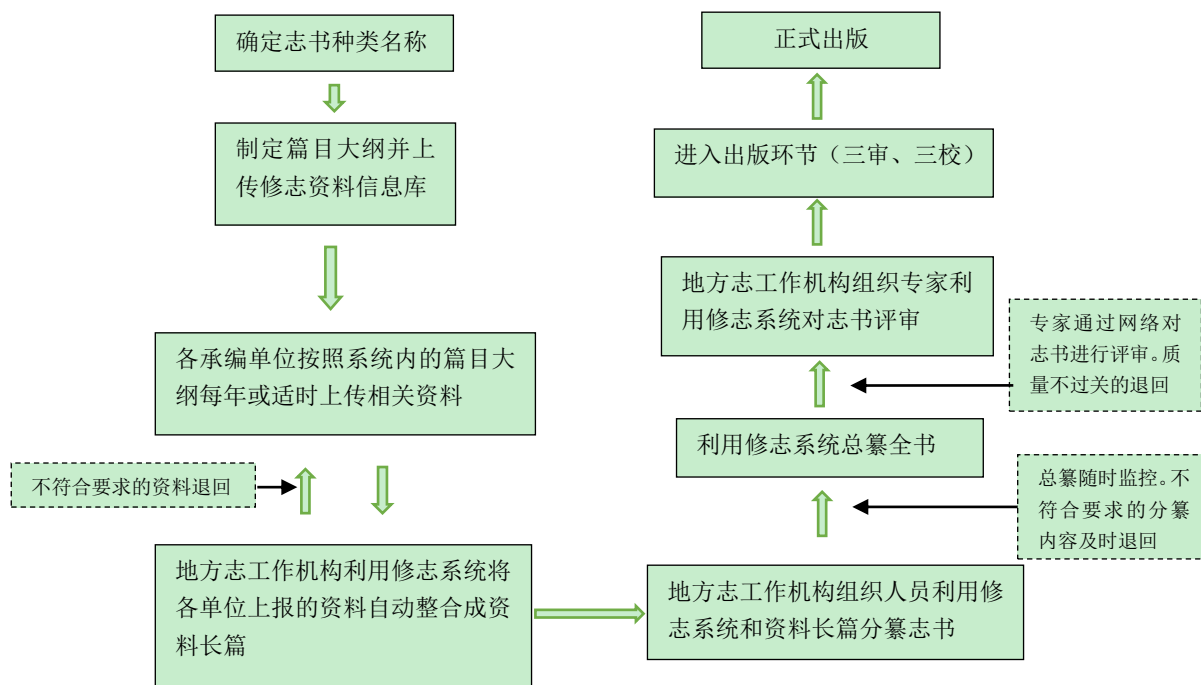 确定志书种类名称
制定篇目大纲并上
传修志资料信息库
各承编单位按照系统内的篇目大
纲每年或适时上传相关资料
不符合要求的资料退回
地方志工作机构利用修志系统将
各单位上报的资料自动整合成资
料长篇
地方志工作机构组织人员利用修
志系统和资料长篇分纂志书
总纂随时监控。不
符合要求的分纂
内容及时退回
利用修志系统总纂全书
专家通过网络对
志书进行评审。质
量不过关的退回
地方志工作机构组织专家利
用修志系统对志书评审
进入出版环节（三审、三校）
正式出版